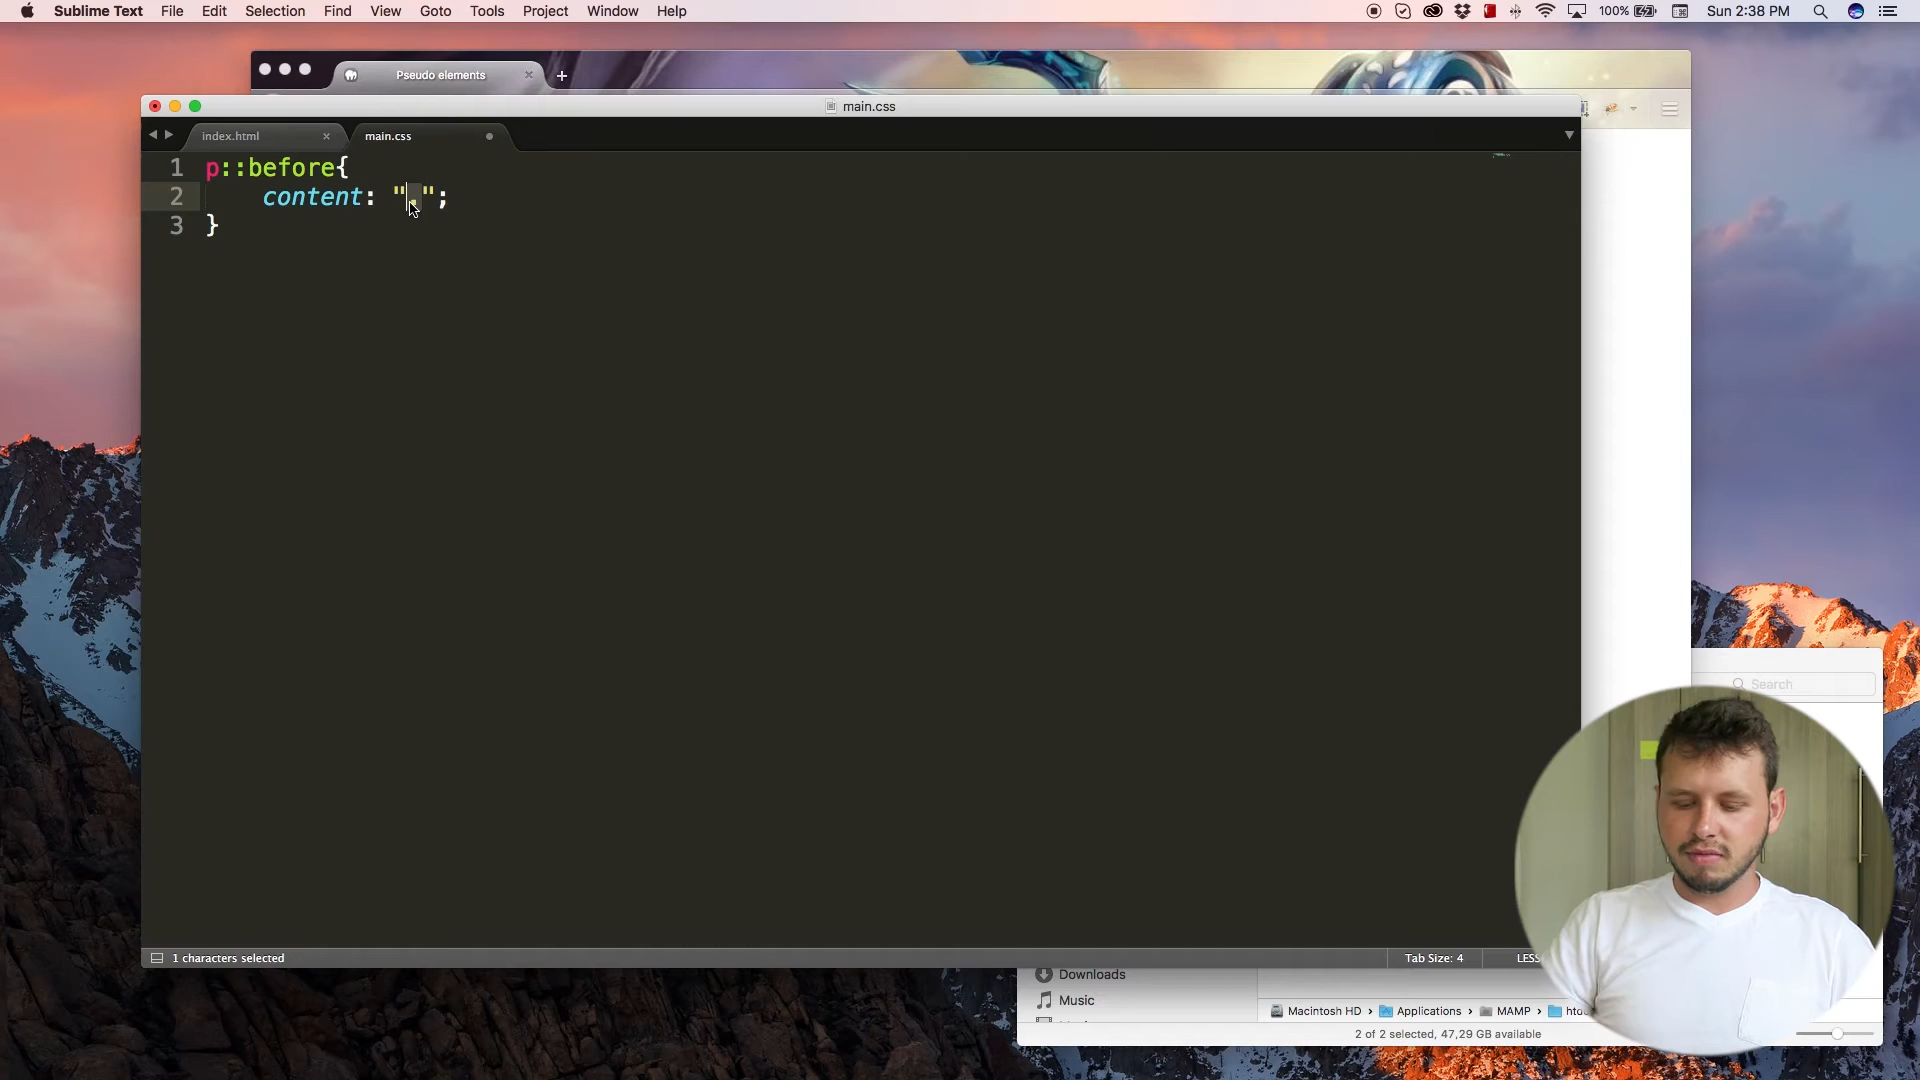 Sublime Text File Edit Selection Find View Goto Tools Project Window Help 100% Sun 2:38 PM
Pseudo elements
main.css
index.html main.css
1 p::before{
2 content: ".";
3 }
Search
1 characters selected Tab Size: 4 LESS
Downloads
Music
Macintosh HD › Applications › MAMP ›
2 of 2 selected, 47,29 GB available